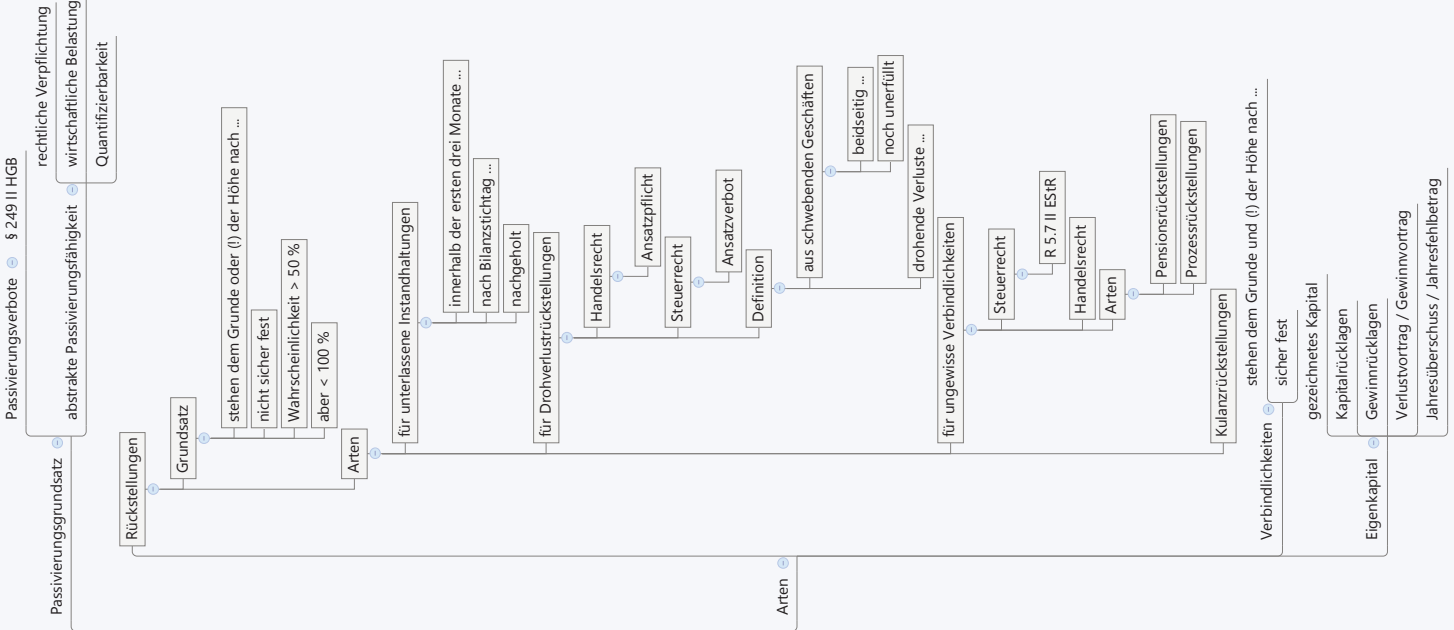 Passivierungsgrundsatz
Passivierungsverbote
§ 249 II HGB
abstrakte Passivierungsfähigkeit
rechtliche Verpflichtung
wirtschaftliche Belastung
Quantifizierbarkeit
Arten
Rückstellungen
Grundsatz
stehen dem Grunde oder (!) der Höhe nach ...
nicht sicher fest
Wahrscheinlichkeit > 50 %
aber < 100 %
Arten
für unterlassene Instandhaltungen
innerhalb der ersten drei Monate ...
nach Bilanzstichtag ...
nachgeholt
für Drohverlustrückstellungen
Handelsrecht
Ansatzpflicht
Steuerrecht
Ansatzverbot
Definition
aus schwebenden Geschäften
beidseitig ...
noch unerfüllt
drohende Verluste ...
für ungewisse Verbindlichkeiten
Steuerrecht
R 5.7 II EStR
Handelsrecht
Arten
Pensionsrückstellungen
Prozessrückstellungen
Kulanzrückstellungen
Verbindlichkeiten
stehen dem Grunde und (!) der Höhe nach ...
sicher fest
Eigenkapital
gezeichnetes Kapital
Kapitalrücklagen
Gewinnrücklagen
Verlustvortrag / Gewinnvortrag
Jahresüberschuss / Jahresfehlbetrag